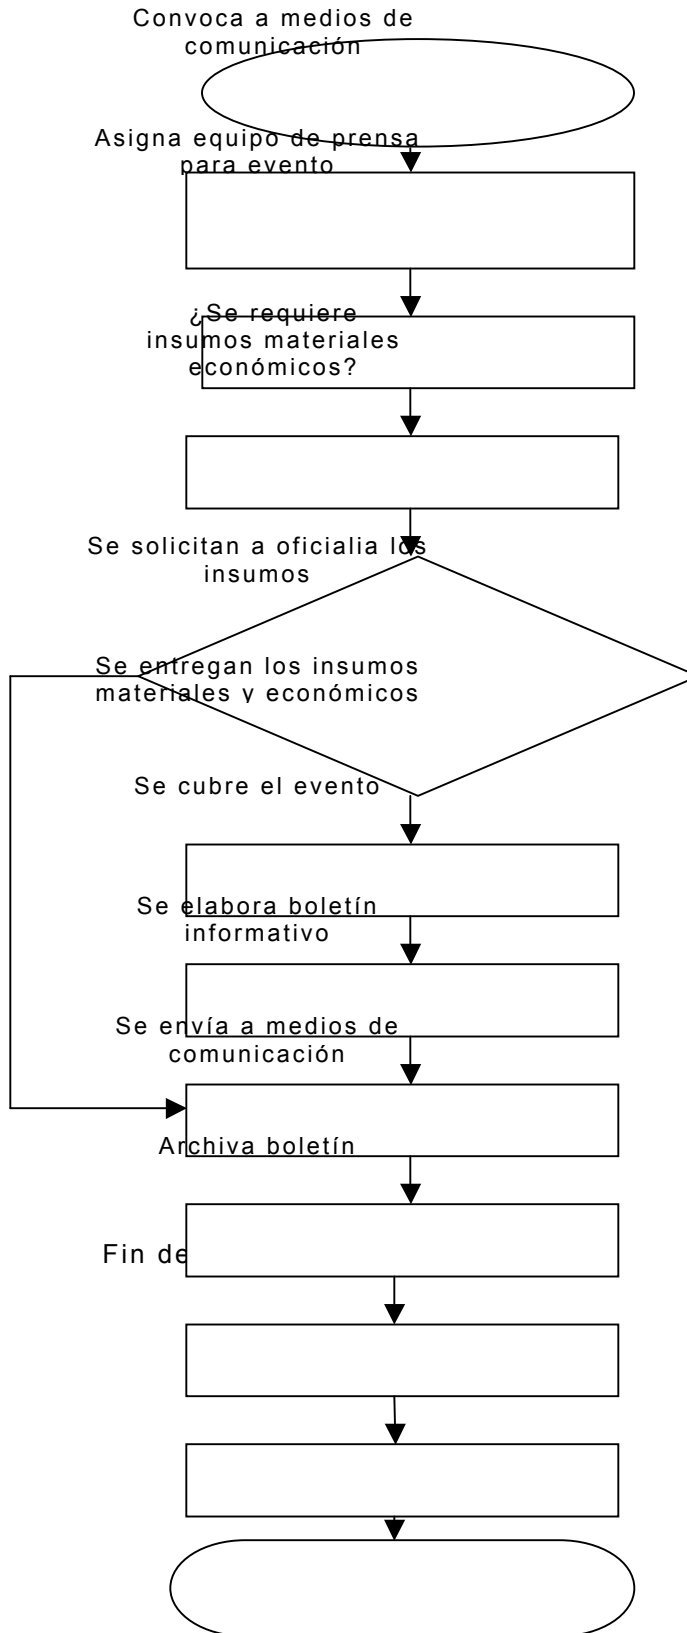 Convoca a medios de
comunicación
Asigna equipo de prensa
para evento
¿Se requiere
insumos materiales
económicos?
Se solicitan a oficialia los
insumos
Se entregan los insumos
materiales y económicos
Se cubre el evento
Se elabora boletín
informativo
Se envía a medios de
comunicación
Archiva boletín
Fin de